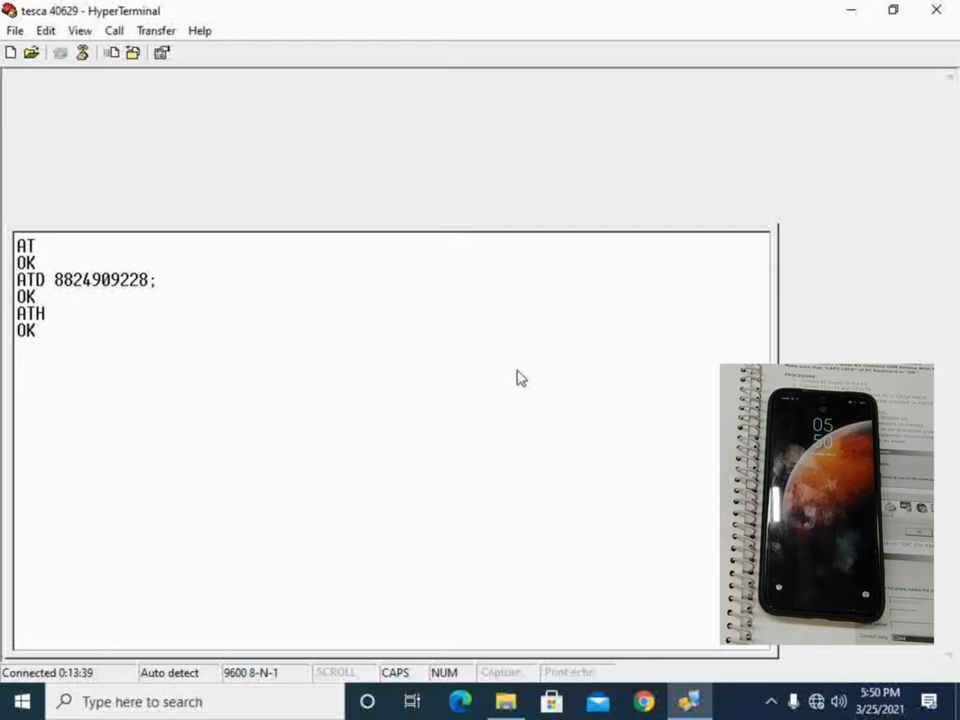 tesca 40629 - HyperTerminal
File Edit View Call Transfer Help
AT
OK
ATD 8824909228;
OK
ATH
OK
PROCEDURE:
05
50
Connected 0:13:39 Auto detect 9600 8-N-1 SCROLL CAPS NUM Capture Print echo
Type here to search
5:50 PM
3/25/2021